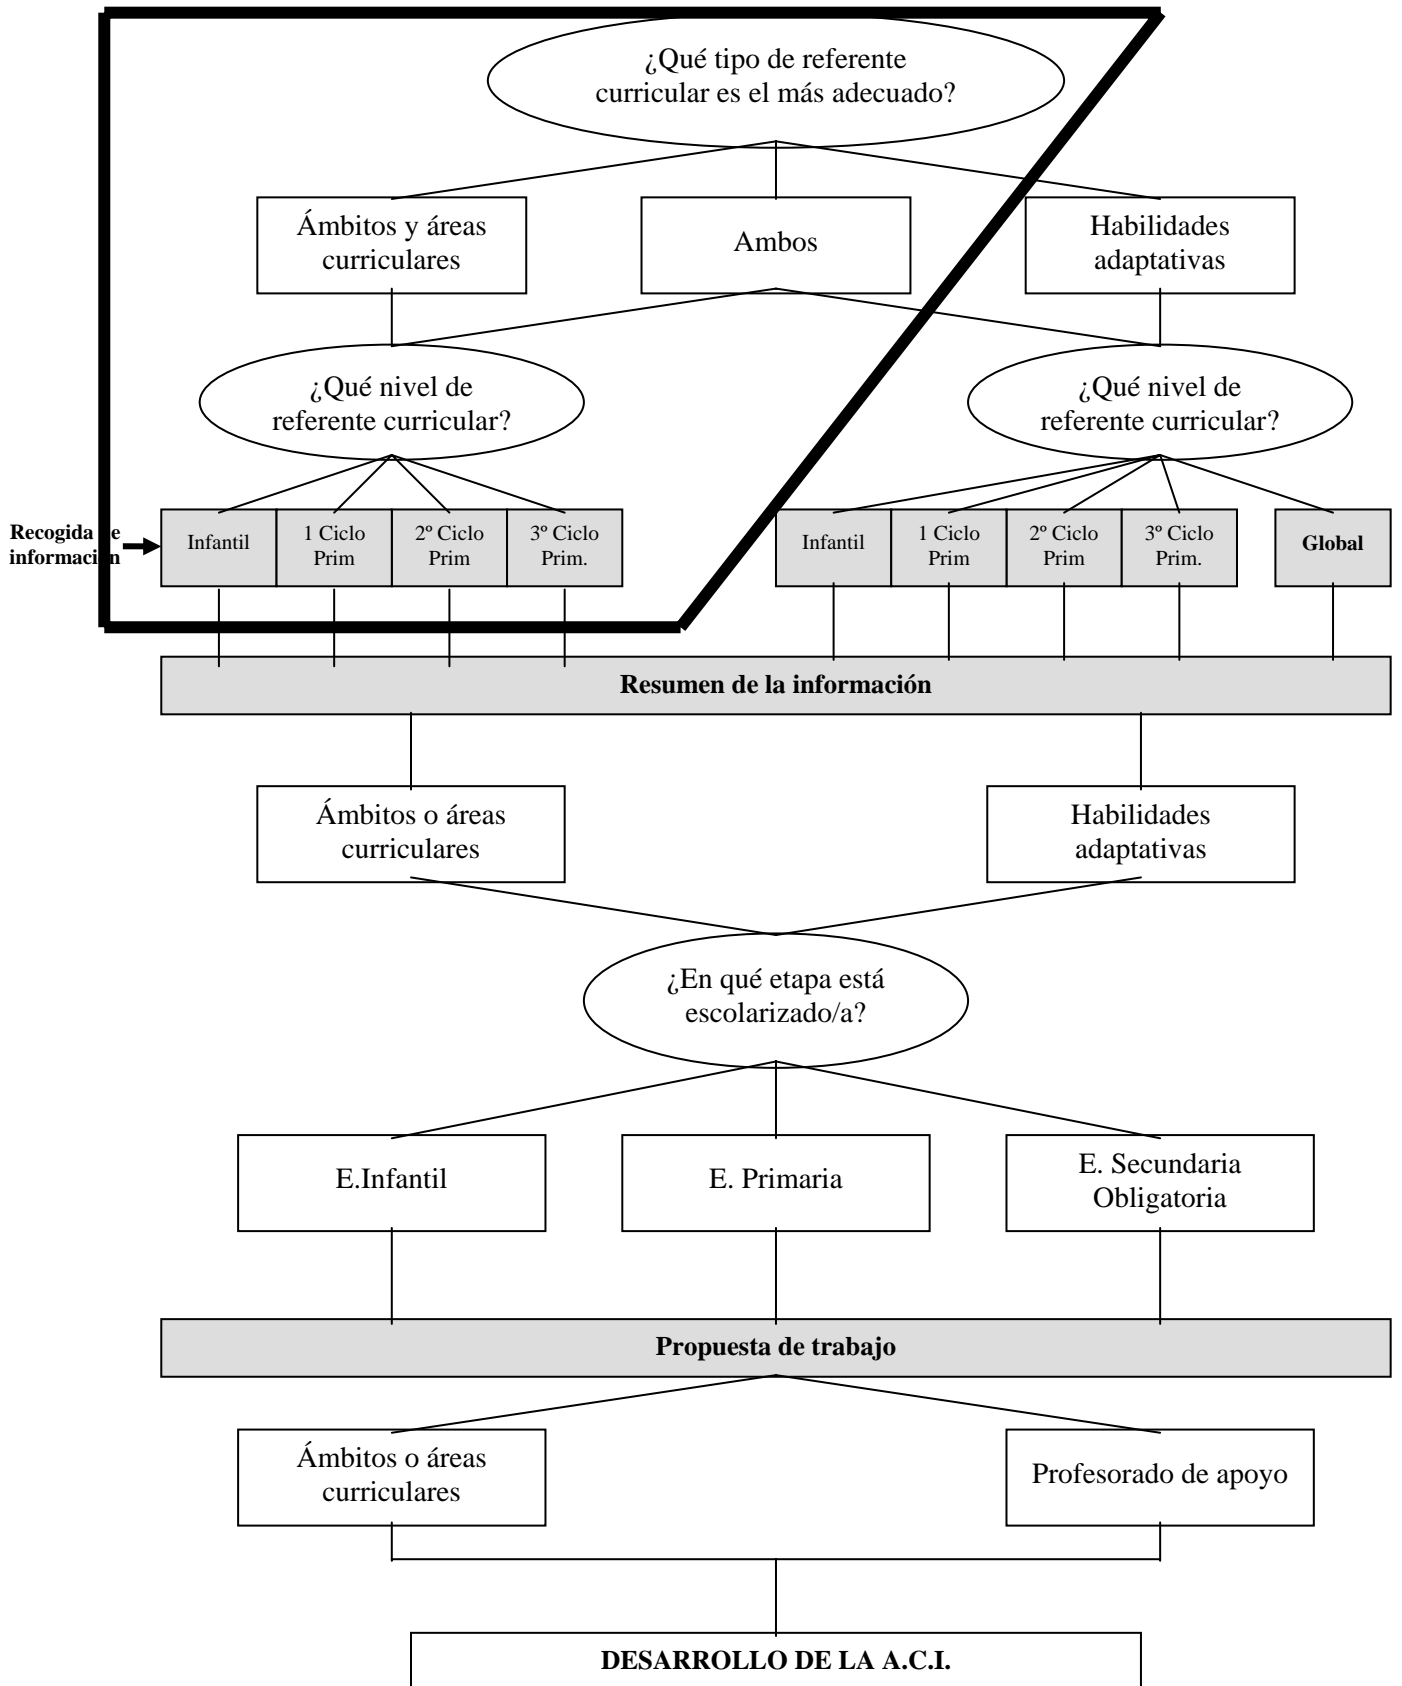 ¿Qué tipo de referente
curricular es el más adecuado?
Ámbitos y áreas
curriculares
Ambos
Habilidades
adaptativas
¿Qué nivel de
referente curricular?
¿Qué nivel de
referente curricular?
Recogida de
información
Infantil
1 Ciclo
Prim
2º Ciclo
Prim
3º Ciclo
Prim.
Infantil
1 Ciclo
Prim
2º Ciclo
Prim
3º Ciclo
Prim.
Global
Resumen de la información
Ámbitos o áreas
curriculares
Habilidades
adaptativas
¿En qué etapa está
escolarizado/a?
E.Infantil
E. Primaria
E. Secundaria
Obligatoria
Propuesta de trabajo
Ámbitos o áreas
curriculares
Profesorado de apoyo
DESARROLLO DE LA A.C.I.